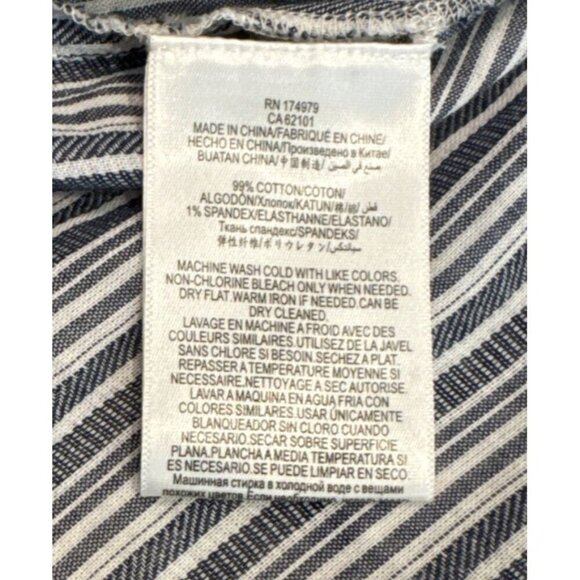 RN 174979
CA 62101
MADE IN CHINA/FABRIQUÉ EN CHINE/
HECHO EN CHINA/Произведено в Китае/
BUATAN CHINA/中国制造/ صنع في الصين/
99% COTTON/COTON/
ALGODÓN/Хлопок/KATUN/棉/綿/ قطن/
1% SPANDEX/ELASTHANNE/ELASTANO/
Ткань спандекс/SPANDEKS/
弹性纤维/ポリウレタン/ سباندكس/
MACHINE WASH COLD WITH LIKE COLORS.
NON-CHLORINE BLEACH ONLY WHEN NEEDED.
DRY FLAT.WARM IRON IF NEEDED.CAN BE
DRY CLEANED.
LAVAGE EN MACHINE A FROID AVEC DES
COULEURS SIMILAIRES.UTILISEZ DE LA JAVEL
SANS CHLORE SI BESOIN.SECHEZ A PLAT.
REPASSER A TEMPERATURE MOYENNE SI
NECESSAIRE.NETTOYAGE A SEC AUTORISE.
LAVAR A MAQUINA EN AGUA FRIA CON
COLORES SIMILARES.USAR ÚNICAMENTE
BLANQUEADOR SIN CLORO CUANDO
NECESARIO.SECAR SOBRE SUPERFICIE
PLANA.PLANCHA A MEDIA TEMPERATURA SI
ES NECESARIO.SE PUEDE LIMPIAR EN SECO.
Машинная стирка в холодной воде с вещами
похожих цветов.Если